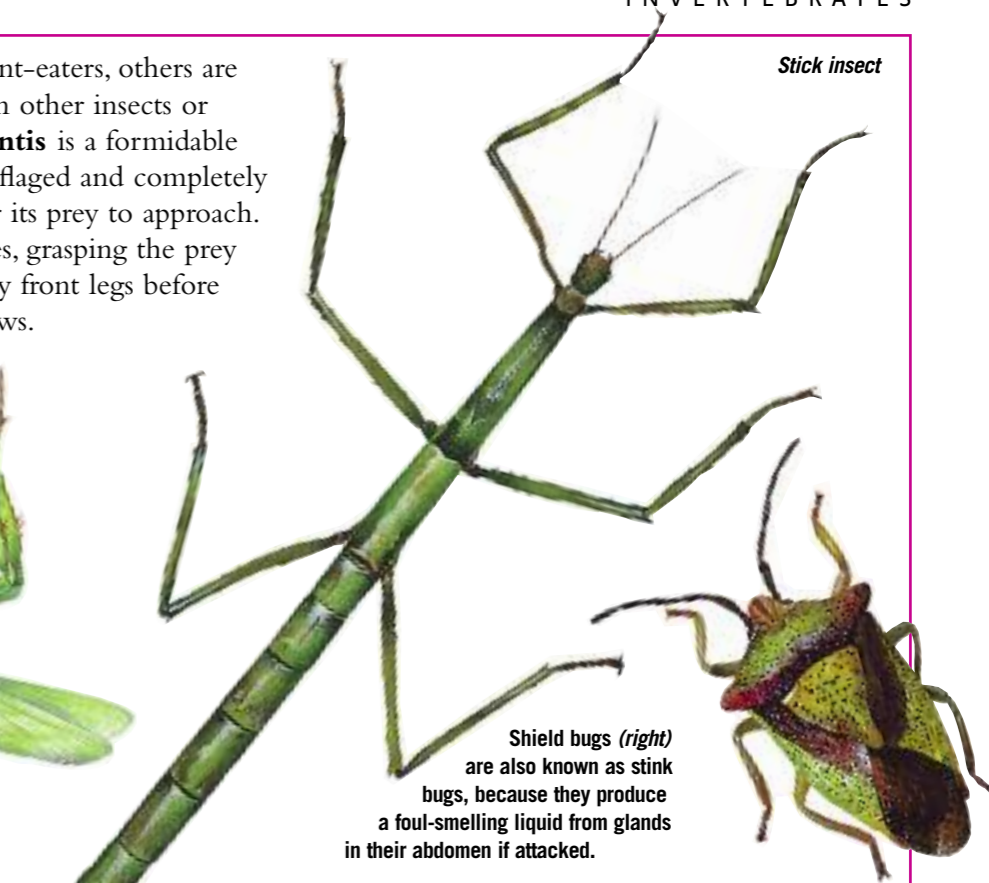 INVERTEBRATES
Stick insect
nt-eaters, others are
n other insects or
ntis is a formidable
flaged and completely
its prey to approach.
es, grasping the prey
y front legs before
ws.
Shield bugs (right)
are also known as stink
bugs, because they produce
a foul-smelling liquid from glands
in their abdomen if attacked.